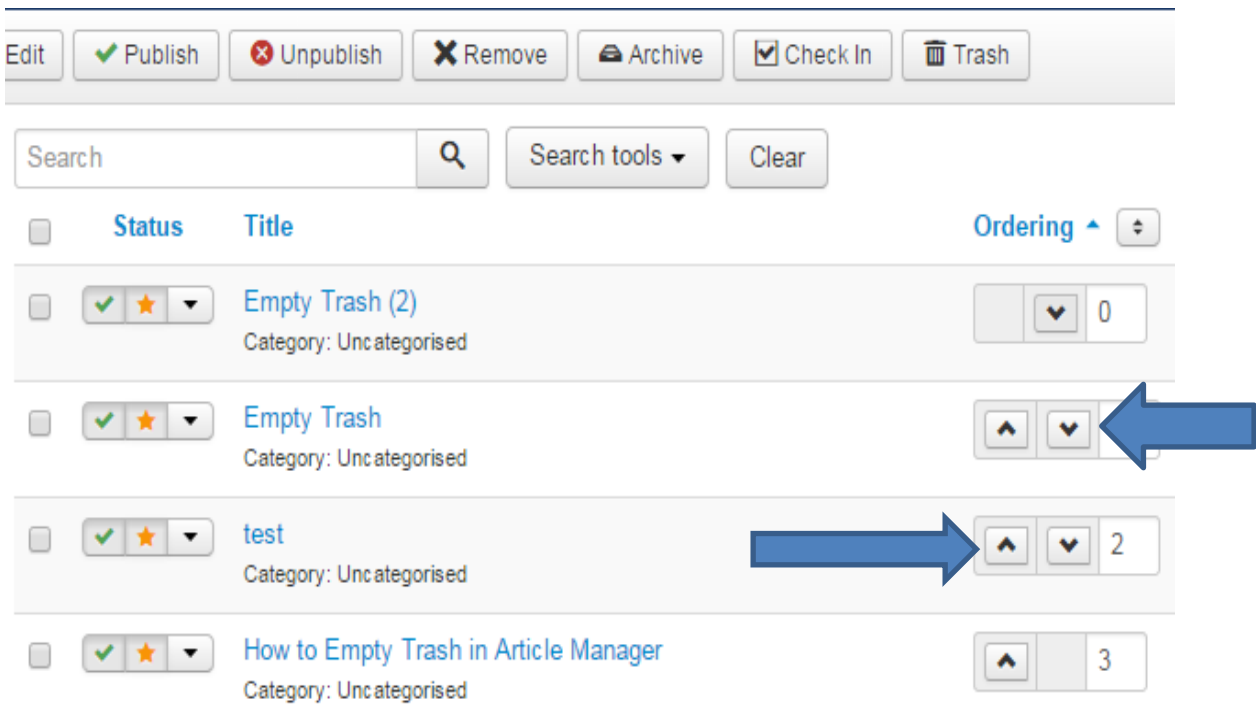 Edit Publish Unpublish Remove Archive Check In Trash
Search Search tools Clear
Status Title Ordering
Empty Trash (2) 0
Category: Uncategorised
Empty Trash
Category: Uncategorised
test 2
Category: Uncategorised
How to Empty Trash in Article Manager 3
Category: Uncategorised